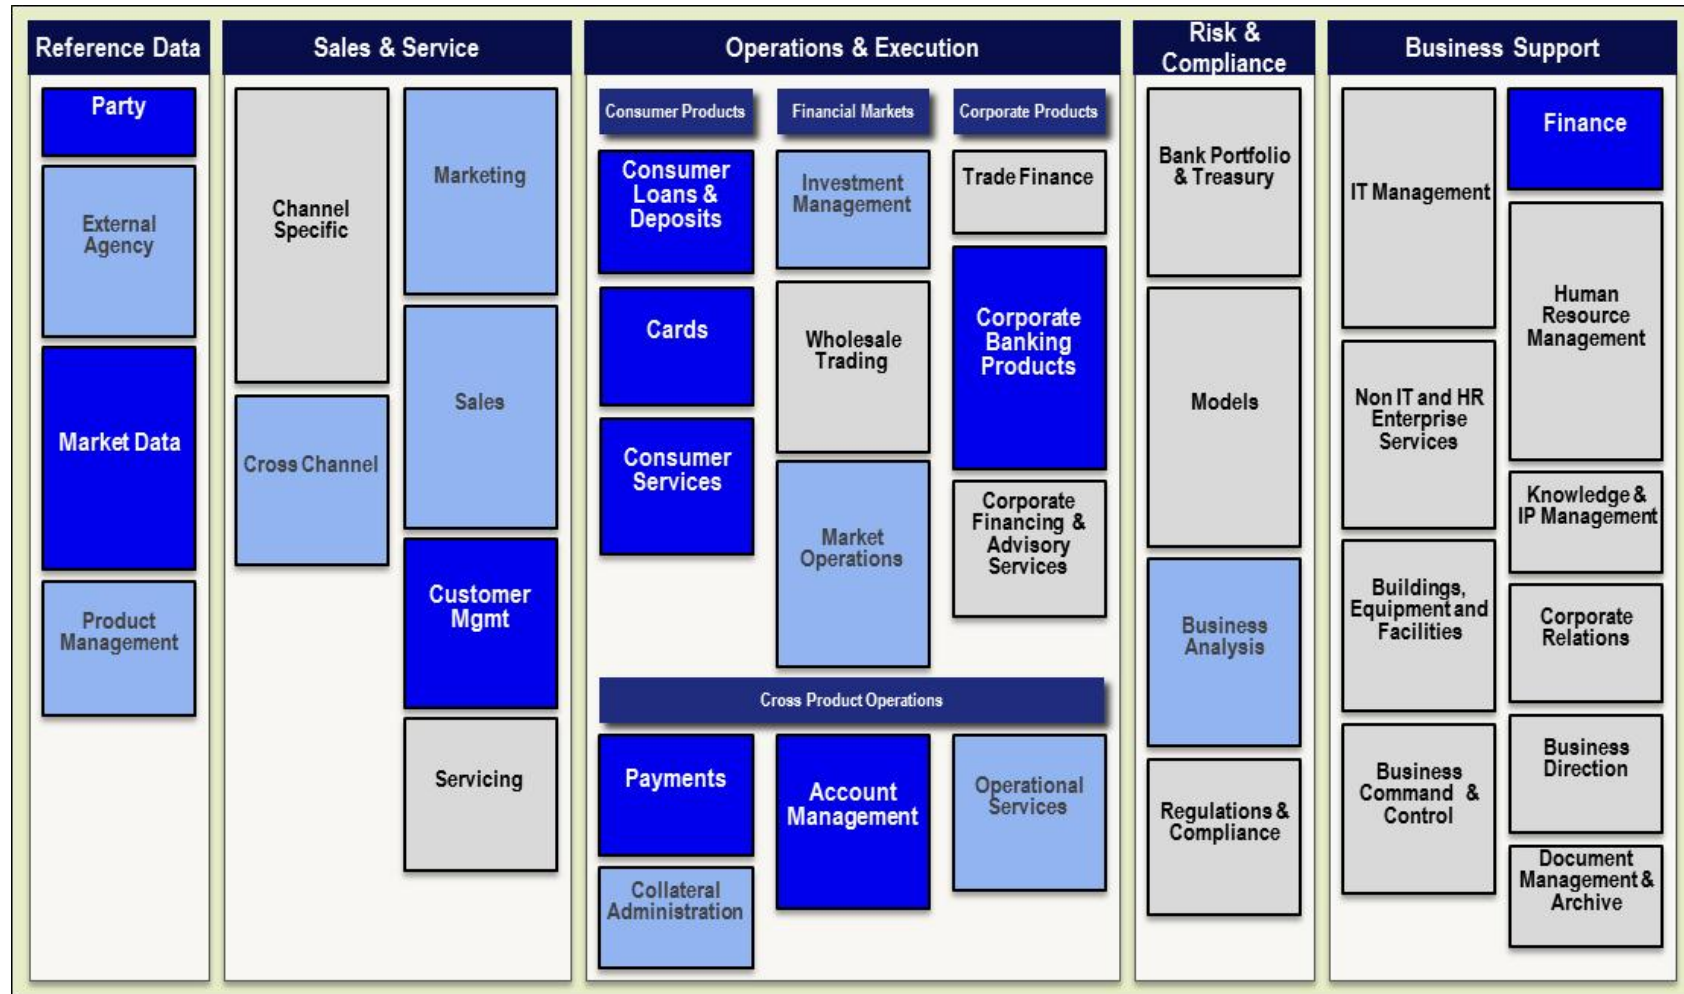 Reference Data
Party
External
Agency
Market Data
Product
Management
Sales & Service
Channel
Specific
Cross Channel
Marketing
Sales
Customer
Mgmt
Servicing
Operations & Execution
Consumer Products
Consumer
Loans &
Deposits
Cards
Consumer
Services
Financial Markets
Investment
Management
Wholesale
Trading
Market
Operations
Corporate Products
Trade Finance
Corporate
Banking
Products
Corporate
Financing &
Advisory
Services
Cross Product Operations
Payments
Collateral
Administration
Account
Management
Operational
Services
Risk &
Compliance
Bank Portfolio
& Treasury
Models
Business
Analysis
Regulations &
Compliance
Business Support
IT Management
Non IT and HR
Enterprise
Services
Buildings,
Equipment and
Facilities
Business
Command &
Control
Finance
Human
Resource
Management
Knowledge &
IP Management
Corporate
Relations
Business
Direction
Document
Management &
Archive